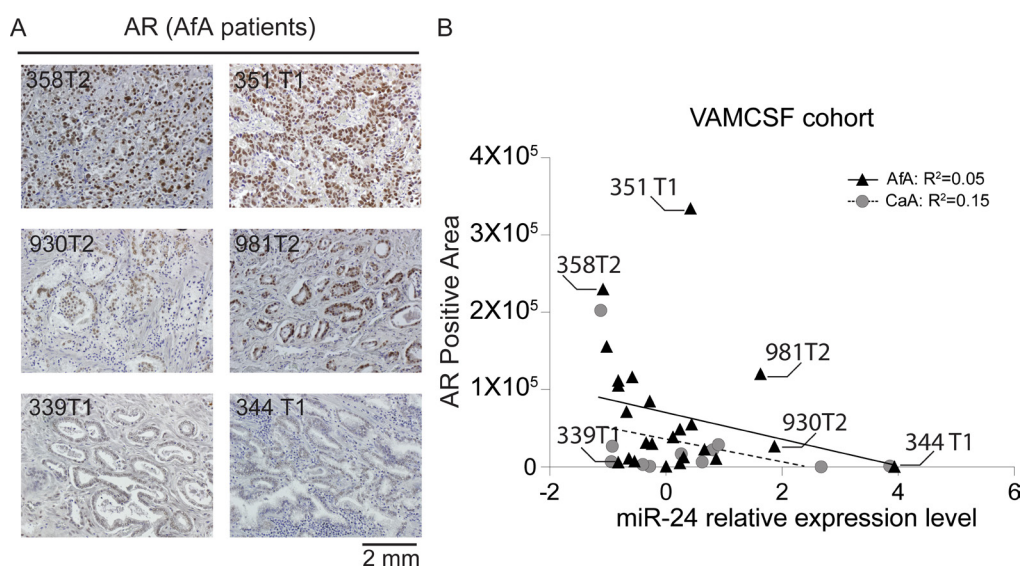 A
AR (AfA patients)
358T2
351 T1
930T2
981T2
339T1
344 T1
2 mm
B
VAMCSF cohort
AR Positive Area
4X10⁵
3X10⁵
2X10⁵
1X10⁵
0
-2
0
2
4
6
miR-24 relative expression level
AfA: R²=0.05
CaA: R²=0.15
351 T1
358T2
981T2
930T2
339T1
344 T1